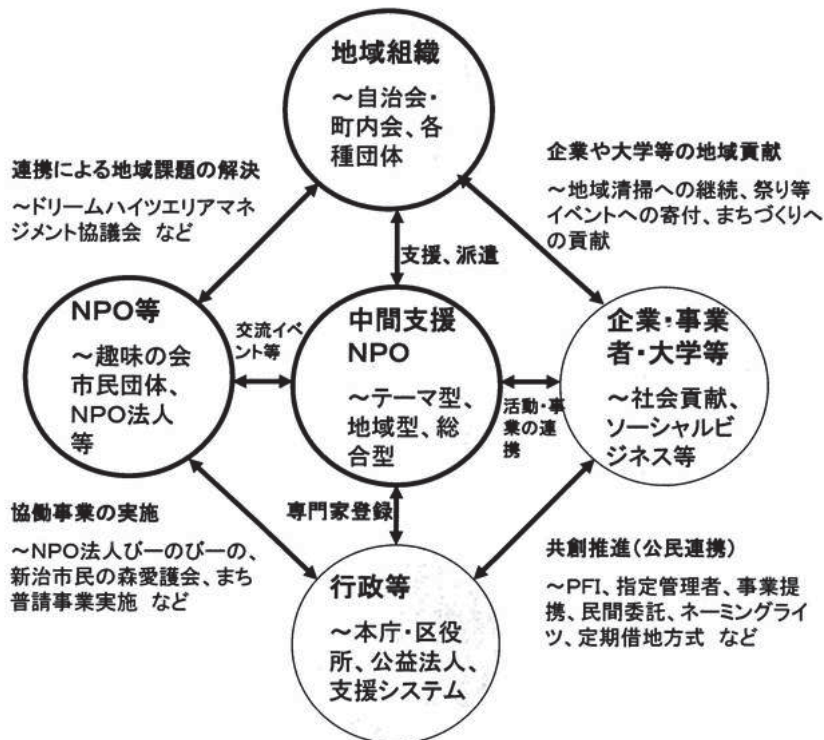 地域組織
～自治会・
町内会、各
種団体
連携による地域課題の解決
～ドリームハイツエリアマネ
ジメント協議会 など
企業や大学等の地域貢献
～地域清掃への継続、祭り等
イベントへの寄付、まちづくりへ
の貢献
支援、派遣
NPO等
～趣味の会
市民団体、
NPO法人
等
交流イベ
ント等
中間支援
NPO
～テーマ型、
地域型、総
合型
活動・事
業の連
携
企業・事業
者・大学等
～社会貢献、
ソーシャルビ
ジネス等
協働事業の実施
～NPO法人びーのびーの、
新治市民の森愛護会、まち
普請事業実施 など
専門家登録
行政等
～本庁・区役
所、公益法人、
支援システム
共創推進(公民連携)
～PFI、指定管理者、事業提
携、民間委託、ネーミングライ
ツ、定期借地方式 など